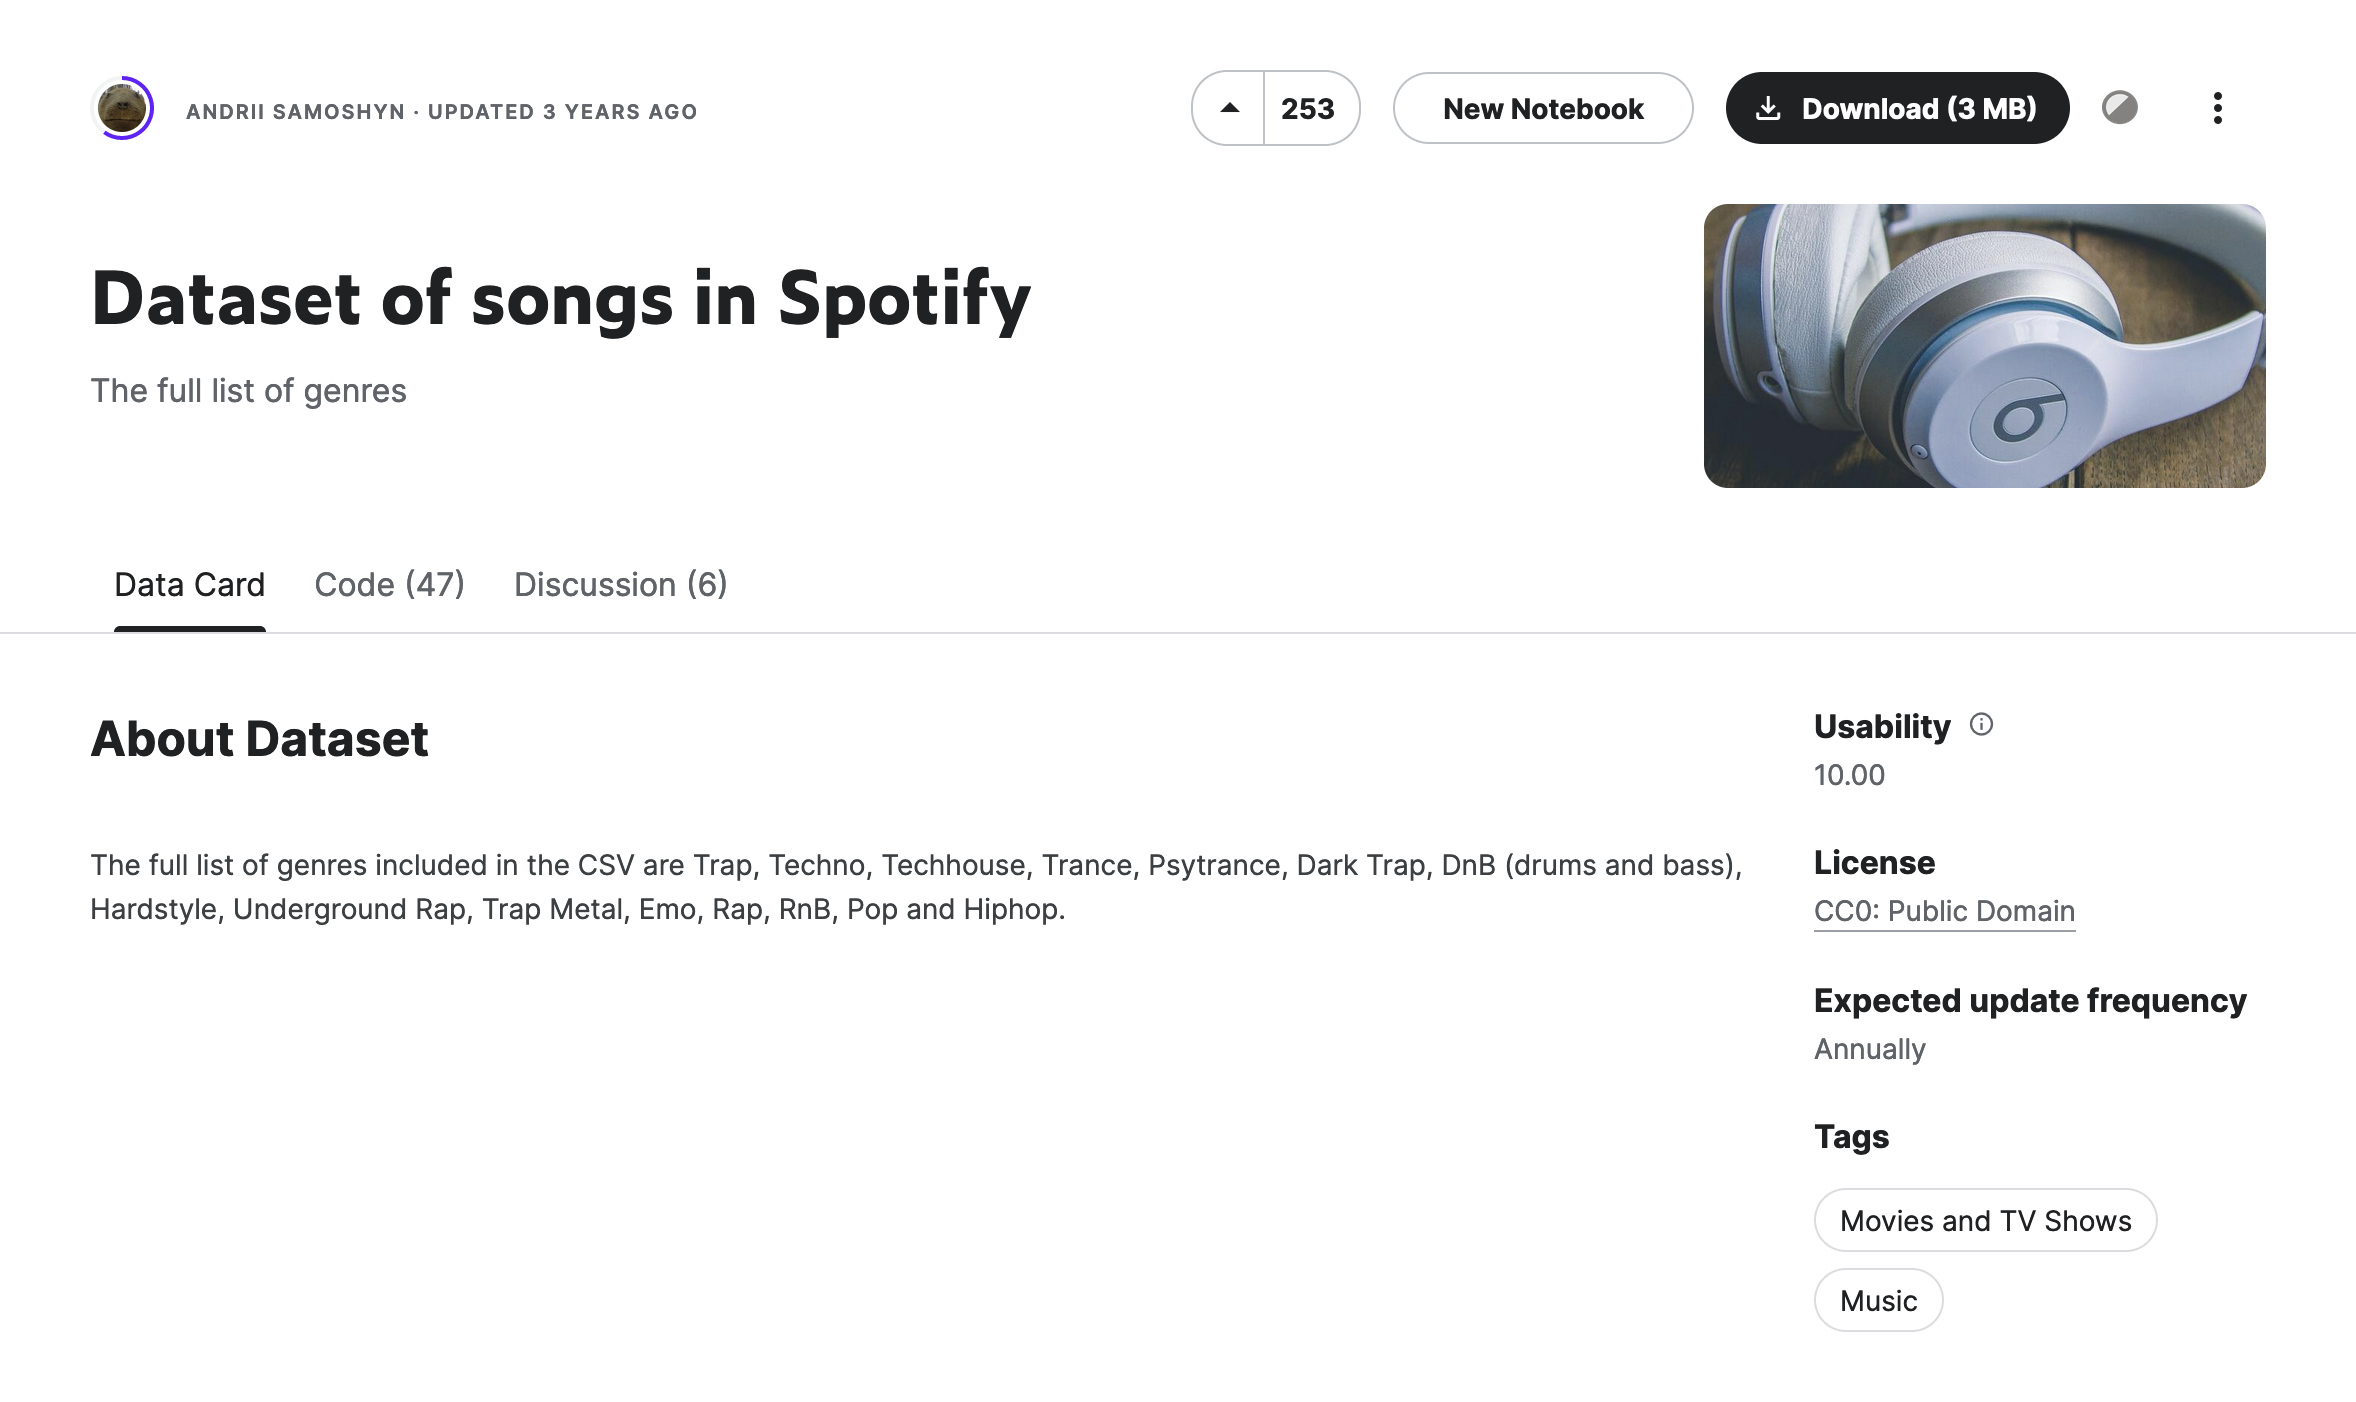 ANDRII SAMOSHYN · UPDATED 3 YEARS AGO
253
New Notebook
Download (3 MB)
Dataset of songs in Spotify
The full list of genres
Data Card
Code (47)
Discussion (6)
About Dataset
The full list of genres included in the CSV are Trap, Techno, Techhouse, Trance, Psytrance, Dark Trap, DnB (drums and bass),
Hardstyle, Underground Rap, Trap Metal, Emo, Rap, RnB, Pop and Hiphop.
Usability
10.00
License
CC0: Public Domain
Expected update frequency
Annually
Tags
Movies and TV Shows
Music